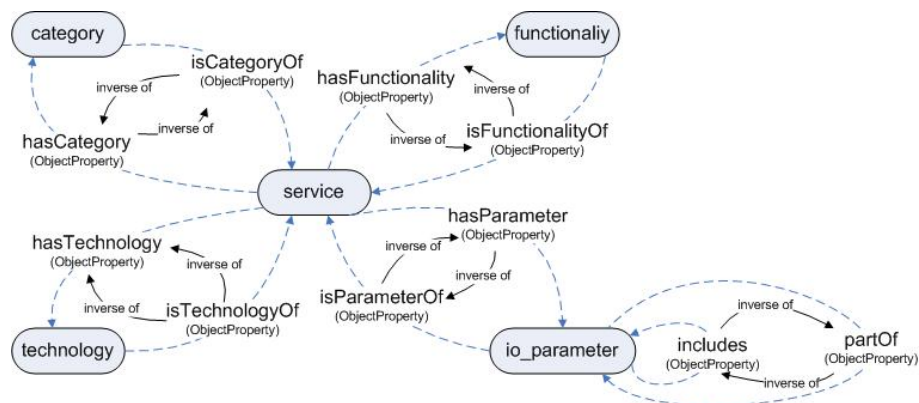 category
functionaliy
isCategoryOf
(ObjectProperty)
hasFunctionality
(ObjectProperty)
inverse of
inverse of
inverse of
inverse of
hasCategory
(ObjectProperty)
isFunctionalityOf
(ObjectProperty)
service
hasParameter
(ObjectProperty)
hasTechnology
(ObjectProperty)
inverse of
inverse of
isParameterOf
(ObjectProperty)
inverse of
inverse of
isTechnologyOf
(ObjectProperty)
inverse of
technology
io_parameter
includes
(ObjectProperty)
partOf
(ObjectProperty)
inverse of